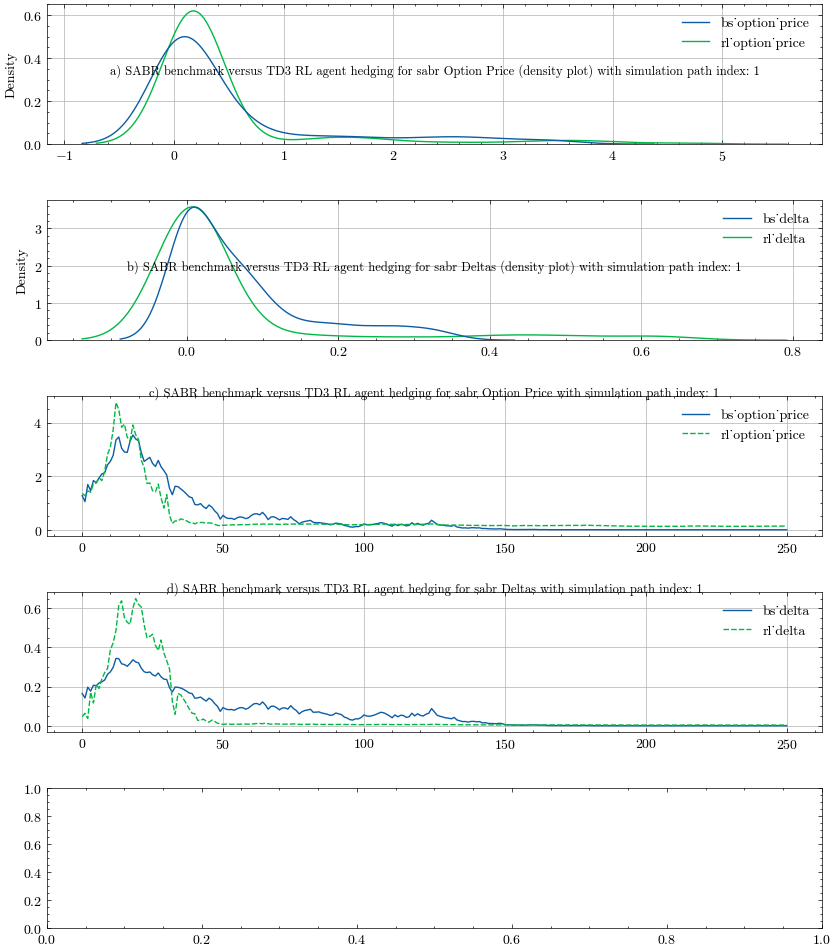 bs˙option˙price
rl˙option˙price
Density
0.6
a) SABR benchmark versus TD3 RL agent hedging for sabr Option Price (density plot) with simulation path index: 1
0.4
0.2
0.0
−1 0 1 2 3 4 5
bs˙delta
rl˙delta
Density
3
b) SABR benchmark versus TD3 RL agent hedging for sabr Deltas (density plot) with simulation path index: 1
2
1
0
0.0 0.2 0.4 0.6 0.8
c) SABR benchmark versus TD3 RL agent hedging for sabr Option Price with simulation path index: 1
bs˙option˙price
rl˙option˙price
4
2
0
0 50 100 150 200 250
d) SABR benchmark versus TD3 RL agent hedging for sabr Deltas with simulation path index: 1
bs˙delta
rl˙delta
0.6
0.4
0.2
0.0
0 50 100 150 200 250
1.0
0.8
0.6
0.4
0.2
0.0
0.0 0.2 0.4 0.6 0.8 1.0